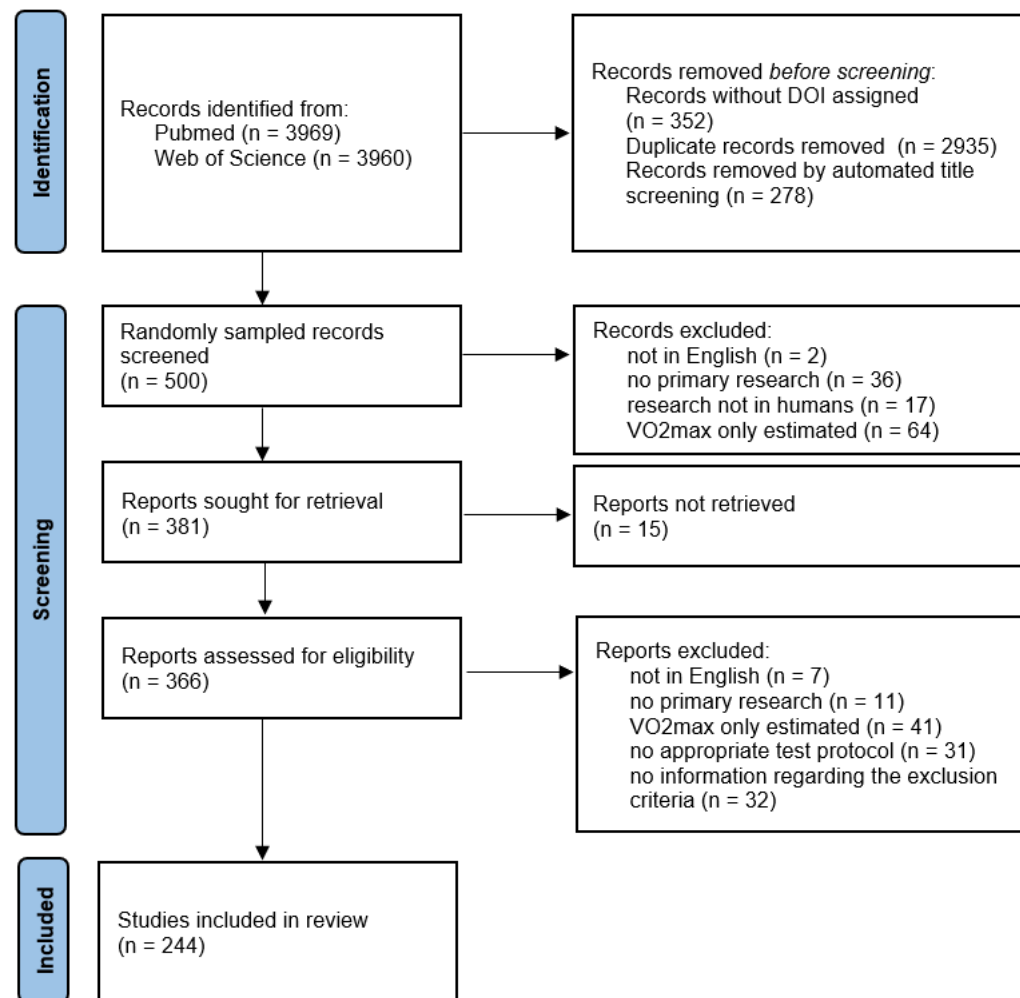 Identification
Records identified from:
Pubmed (n = 3969)
Web of Science (n = 3960)
Records removed before screening:
Records without DOI assigned
(n = 352)
Duplicate records removed  (n = 2935)
Records removed by automated title
screening (n = 278)
Screening
Randomly sampled records
screened
(n = 500)
Records excluded:
not in English (n = 2)
no primary research (n = 36)
research not in humans (n = 17)
VO2max only estimated (n = 64)
Reports sought for retrieval
(n = 381)
Reports not retrieved
(n = 15)
Reports assessed for eligibility
(n = 366)
Reports excluded:
not in English (n = 7)
no primary research (n = 11)
VO2max only estimated (n = 41)
no appropriate test protocol (n = 31)
no information regarding the exclusion
criteria (n = 32)
Included
Studies included in review
(n = 244)